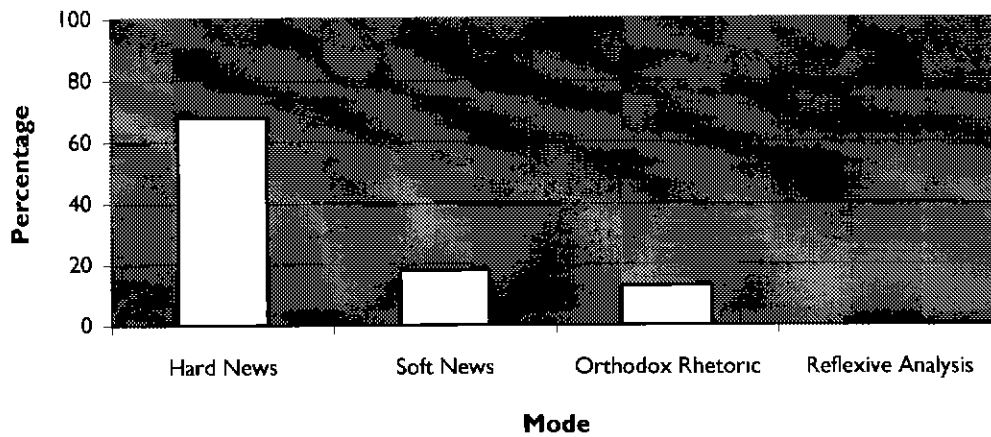 100
80
60
40
20
0
Percentage
Hard News
Soft News
Orthodox Rhetoric
Reflexive Analysis
Mode